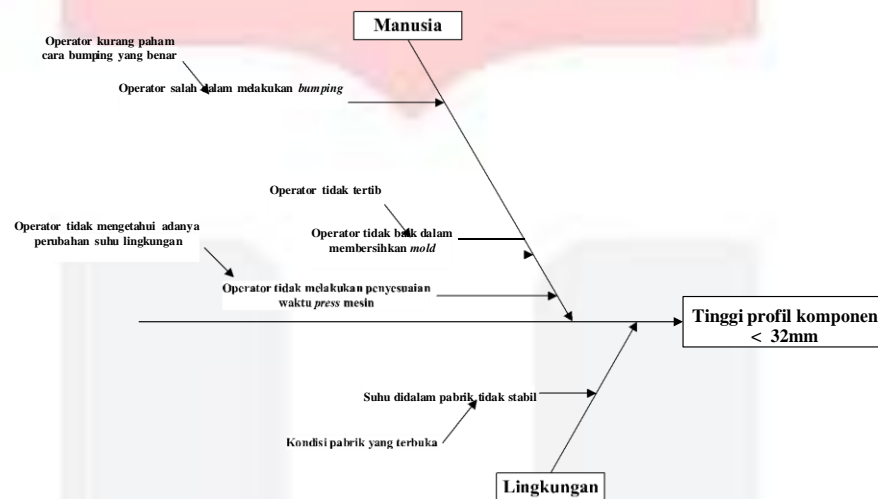 Manusia
Operator kurang paham
cara bumping yang benar
Operator salah dalam melakukan bumping
Operator tidak tertib
Operator tidak mengetahui adanya
perubahan suhu lingkungan
Operator tidak baik dalam
membersihkan mold
Operator tidak melakukan penyesuaian
waktu press mesin
Tinggi profil komponen
< 32mm
Suhu didalam pabrik tidak stabil
Kondisi pabrik yang terbuka
Lingkungan